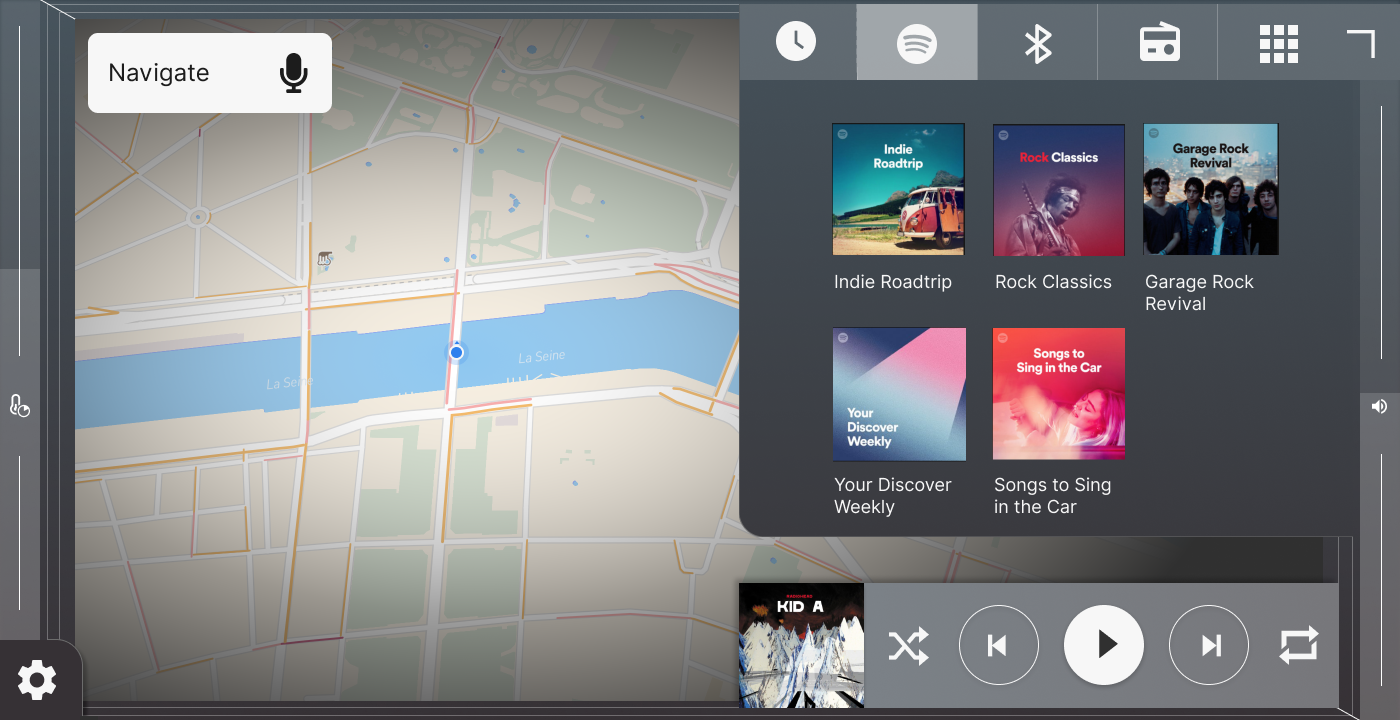 Navigate
Indie
Roadtrip
Rock Classics
Garage Rock
Revival
Indie Roadtrip
Rock Classics
Garage Rock
Revival
La Seine
La Seine
Your
Discover
Weekly
Songs to
Sing in the Car
Your Discover
Weekly
Songs to Sing
in the Car
KID A